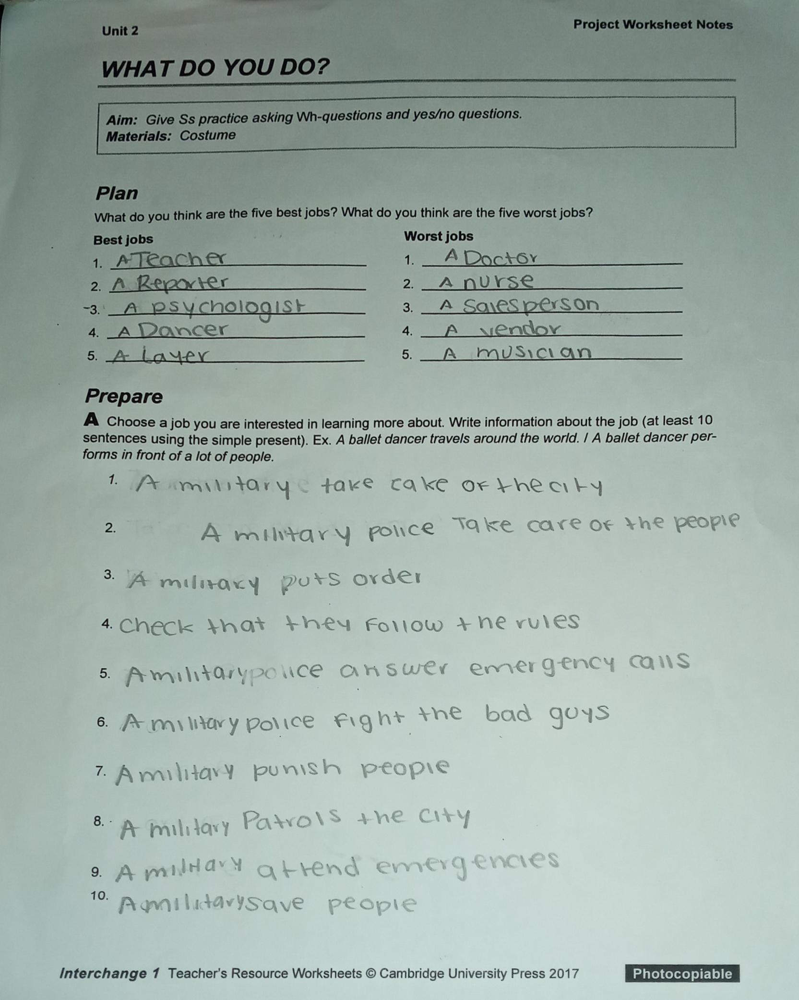 Unit 2
Project Worksheet Notes
WHAT DO YOU DO?
Aim: Give Ss practice asking Wh-questions and yes/no questions.
Materials: Costume
Plan
What do you think are the five best jobs? What do you think are the five worst jobs?
Best jobs
1. A Teacher
2. A Reporter
3. A psychologist
4. A Dancer
5. A Layer
Worst jobs
1. A Doctor
2. A nurse
3. A Salesperson
4. A vendor
5. A musician
Prepare
A Choose a job you are interested in learning more about. Write information about the job (at least 10
sentences using the simple present). Ex. A ballet dancer travels around the world. / A ballet dancer per-
forms in front of a lot of people.
1. A military take cake of the city
2. A military police Take care of the people
3. A military puts order
4. Check that they Follow the rules
5. A military police answer emergency calls
6. A military police Fight the bad guys
7. A military punish people
8. A military Patrols the city
9. A military attend emergencies
10. A military save people
Interchange 1 Teacher's Resource Worksheets © Cambridge University Press 2017
Photocopiable